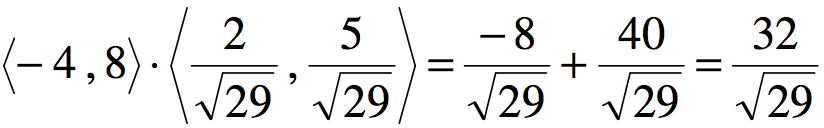 ⟨−4,8⟩·⟨2/√29, 5/√29⟩ = −8/√29 + 40/√29 = 32/√29